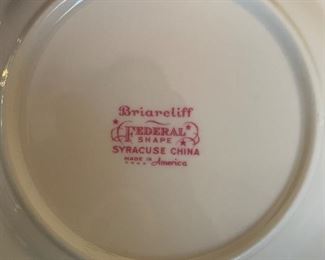 Briarcliff
FEDERAL
SHAPE
SYRACUSE CHINA
MADE IN America